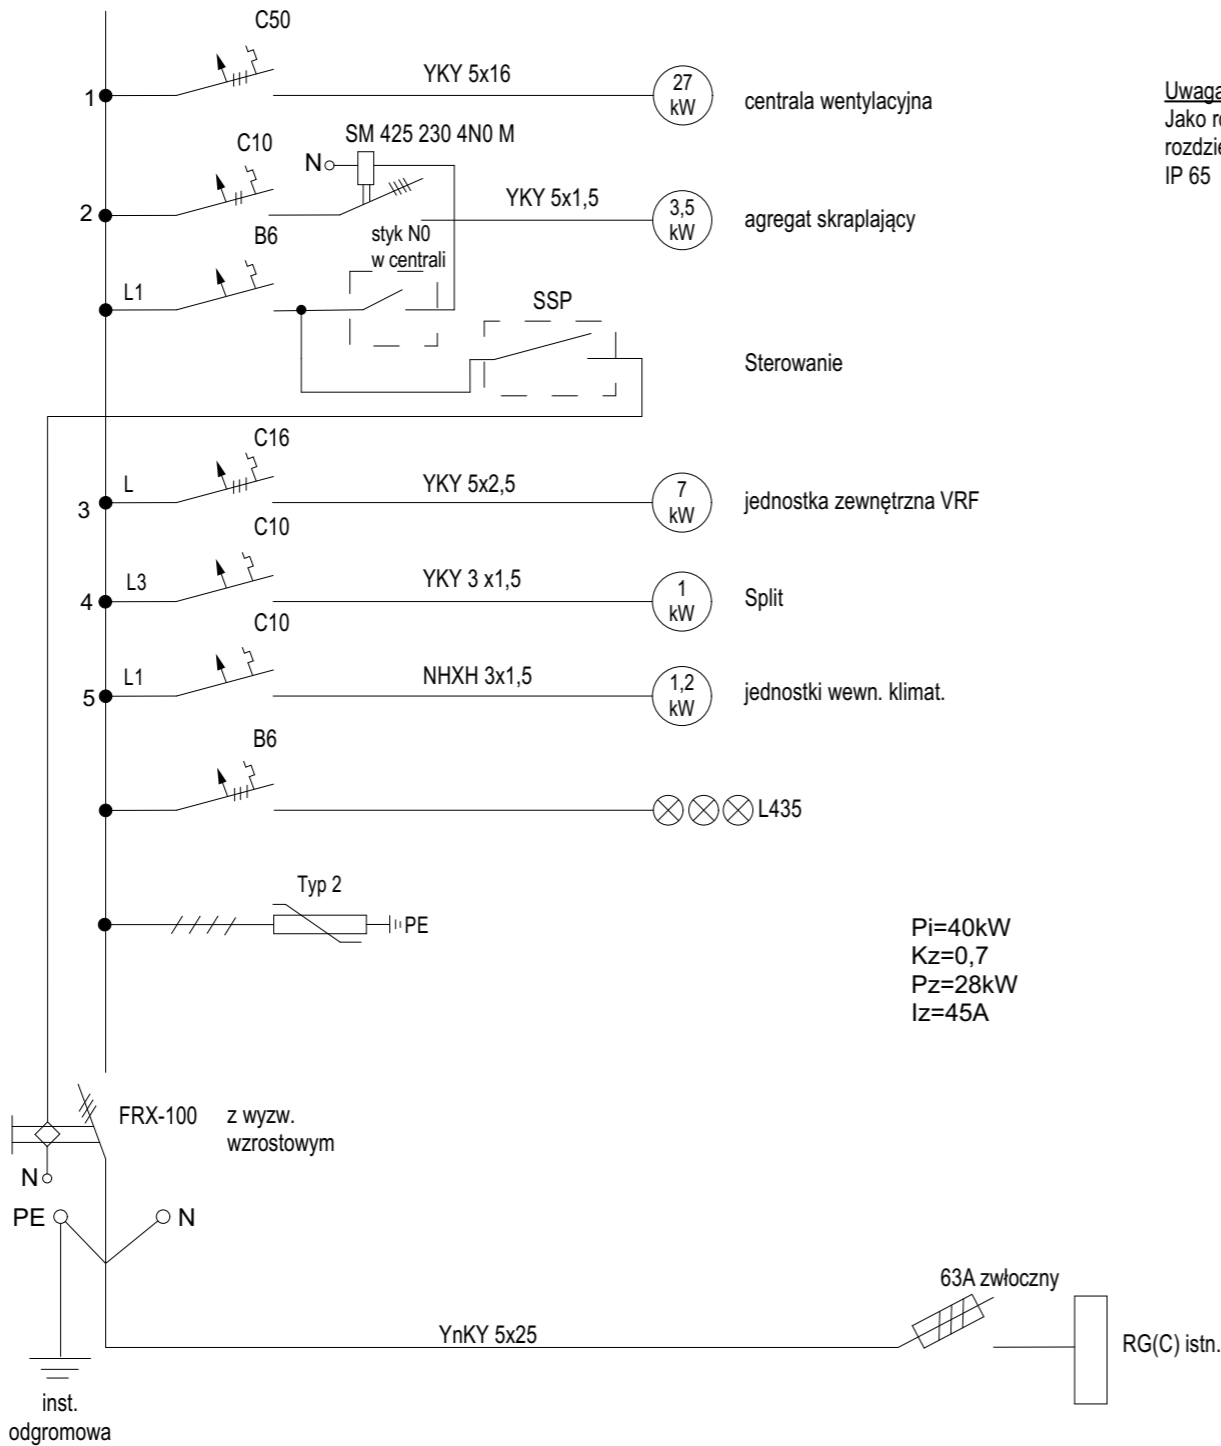 C50
YKY 5x16
27
kW
centrala wentylacyjna
1
Uwaga
Jako ro
rozdzie
IP 65
C10
SM 425 230 4N0 M
N
2
YKY 5x1,5
3,5
kW
agregat skraplający
B6
styk N0
w centrali
L1
SSP
Sterowanie
C16
L
YKY 5x2,5
7
kW
jednostka zewnętrzna VRF
3
C10
L3
YKY 3 x1,5
1
kW
Split
4
C10
L1
NHXH 3x1,5
1,2
kW
jednostki wewn. klimat.
5
B6
L435
Typ 2
PE
Pi=40kW
Kz=0,7
Pz=28kW
Iz=45A
FRX-100
z wyzw.
wzrostowym
N
PE
N
63A zwłoczny
YnKY 5x25
RG(C) istn.
inst.
odgromowa